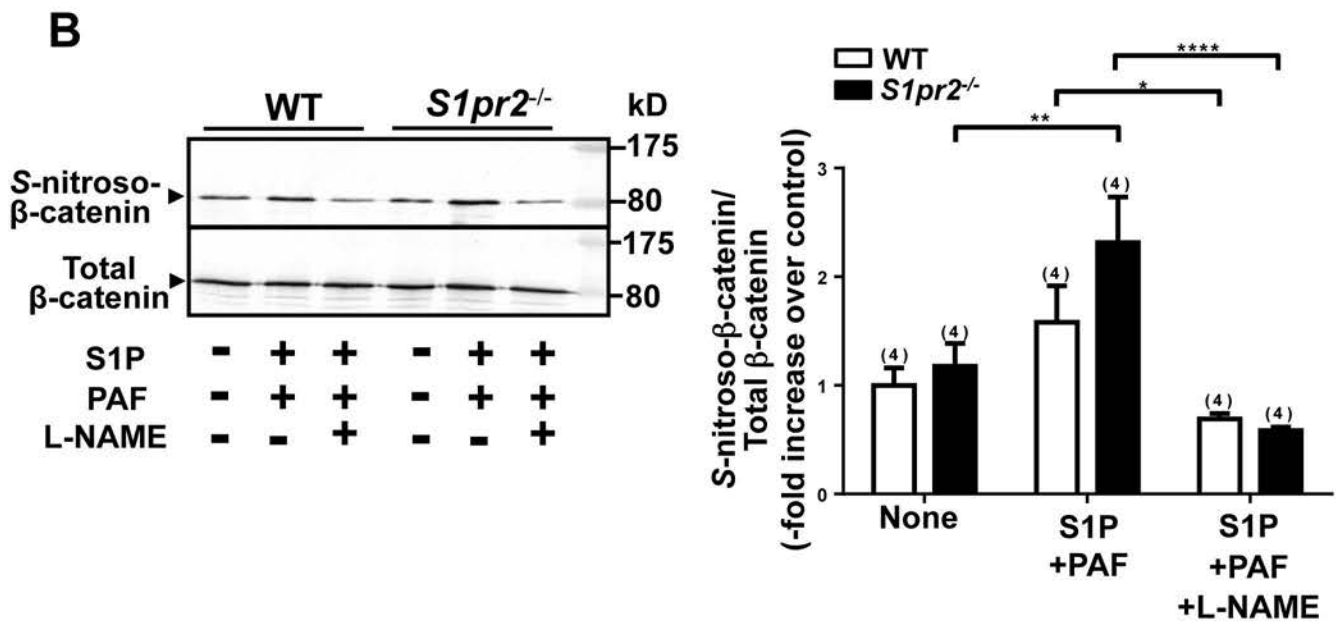 B
WT
S1pr2-/-
kD
S-nitroso-
β-catenin
175
80
Total
β-catenin
175
80
S1P - + + - + +
PAF - + + - + +
L-NAME - - + - - +
WT
S1pr2-/-
****
*
**
S-nitroso-β-catenin/
Total β-catenin
(-fold increase over control)
3
2
1
0
(4)
(4)
(4)
(4)
(4)
(4)
None
S1P
+PAF
S1P
+PAF
+L-NAME